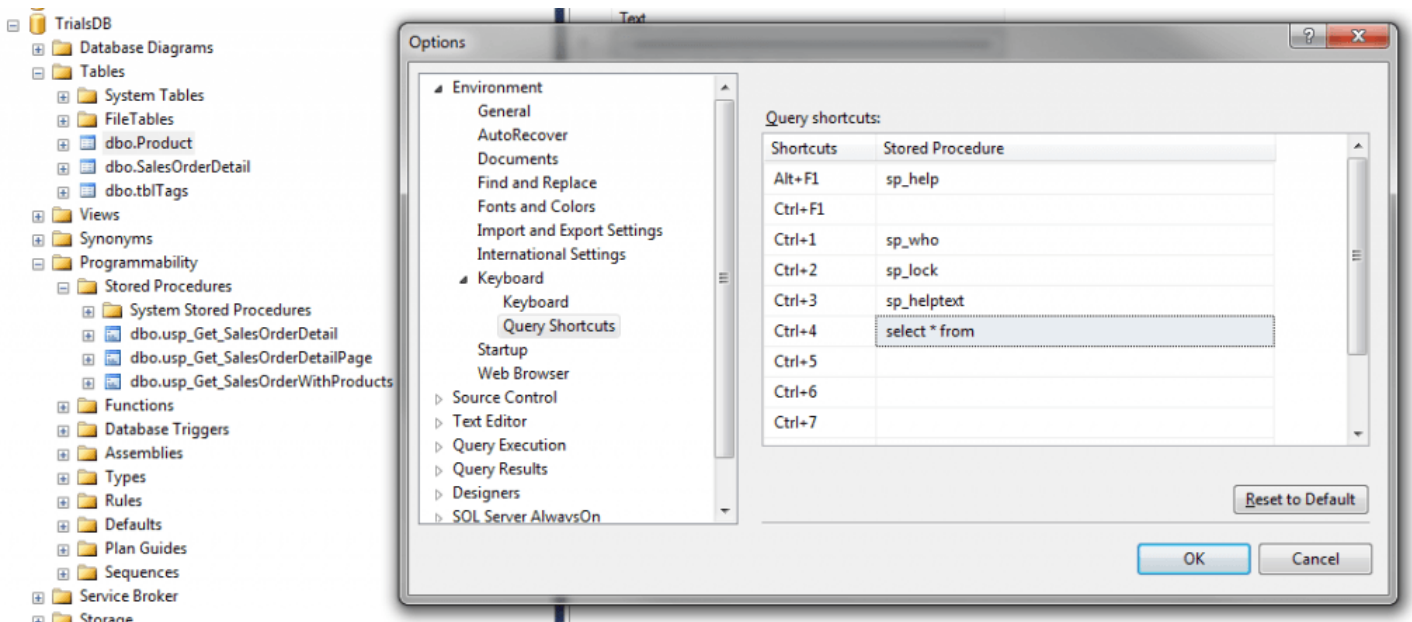 TrialsDB
Database Diagrams
Tables
System Tables
FileTables
dbo.Product
dbo.SalesOrderDetail
dbo.tblTags
Views
Synonyms
Programmability
Stored Procedures
System Stored Procedures
dbo.usp_Get_SalesOrderDetail
dbo.usp_Get_SalesOrderDetailPage
dbo.usp_Get_SalesOrderWithProducts
Functions
Database Triggers
Assemblies
Types
Rules
Defaults
Plan Guides
Sequences
Service Broker
Storage
Text
Options
Environment
General
AutoRecover
Documents
Find and Replace
Fonts and Colors
Import and Export Settings
International Settings
Keyboard
Keyboard
Query Shortcuts
Startup
Web Browser
Source Control
Text Editor
Query Execution
Query Results
Designers
SQL Server AlwaysOn
Query shortcuts:
Shortcuts Stored Procedure
Alt+F1 sp_help
Ctrl+F1
Ctrl+1 sp_who
Ctrl+2 sp_lock
Ctrl+3 sp_helptext
Ctrl+4 select * from
Ctrl+5
Ctrl+6
Ctrl+7
Reset to Default
OK Cancel